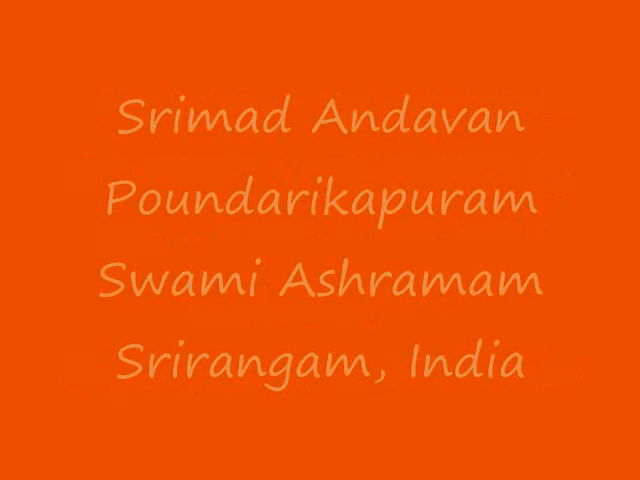 Srimad Andavan
Poundarikapuram
Swami Ashramam
Srirangam, India